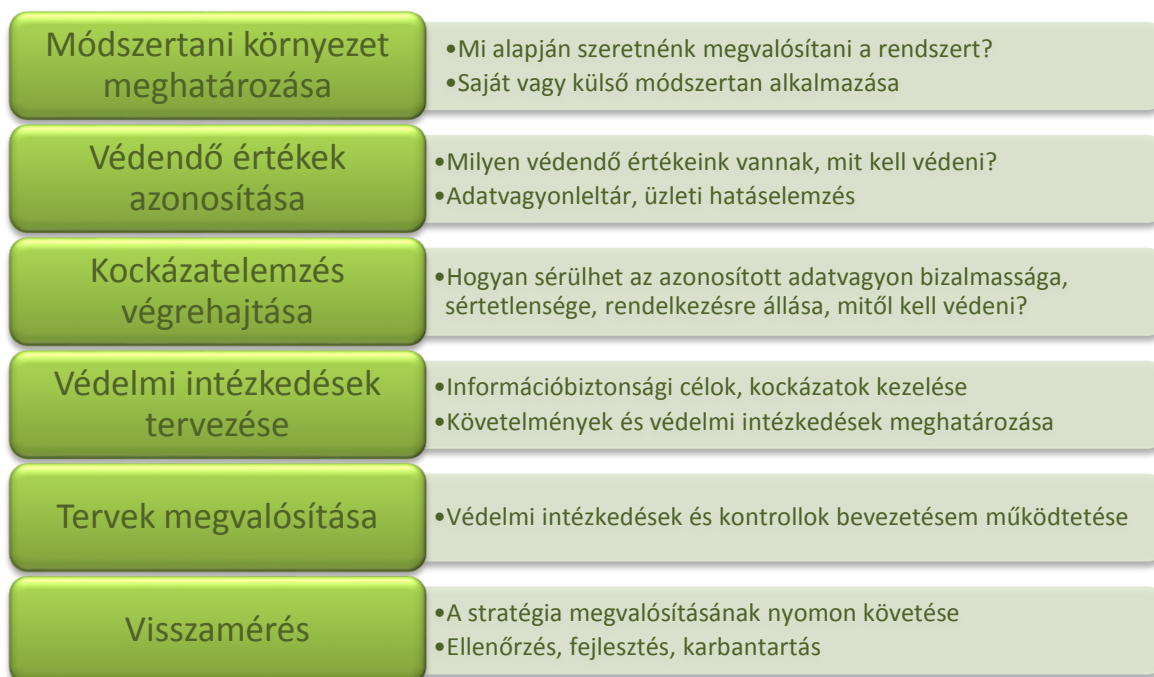 Módszertani környezet
meghatározása
•Mi alapján szeretnénk megvalósítani a rendszert?
•Saját vagy külső módszertan alkalmazása
Védendő értékek
azonosítása
•Milyen védendő értékeink vannak, mit kell védeni?
•Adatvagyonleltár, üzleti hatáselemzés
Kockázatelemzés
végrehajtása
•Hogyan sérülhet az azonosított adatvagyon bizalmassága,
sértetlensége, rendelkezésre állása, mitől kell védeni?
Védelmi intézkedések
tervezése
•Információbiztonsági célok, kockázatok kezelése
•Követelmények és védelmi intézkedések meghatározása
Tervek megvalósítása
•Védelmi intézkedések és kontrollok bevezetésem működtetése
Visszamérés
•A stratégia megvalósításának nyomon követése
•Ellenőrzés, fejlesztés, karbantartás